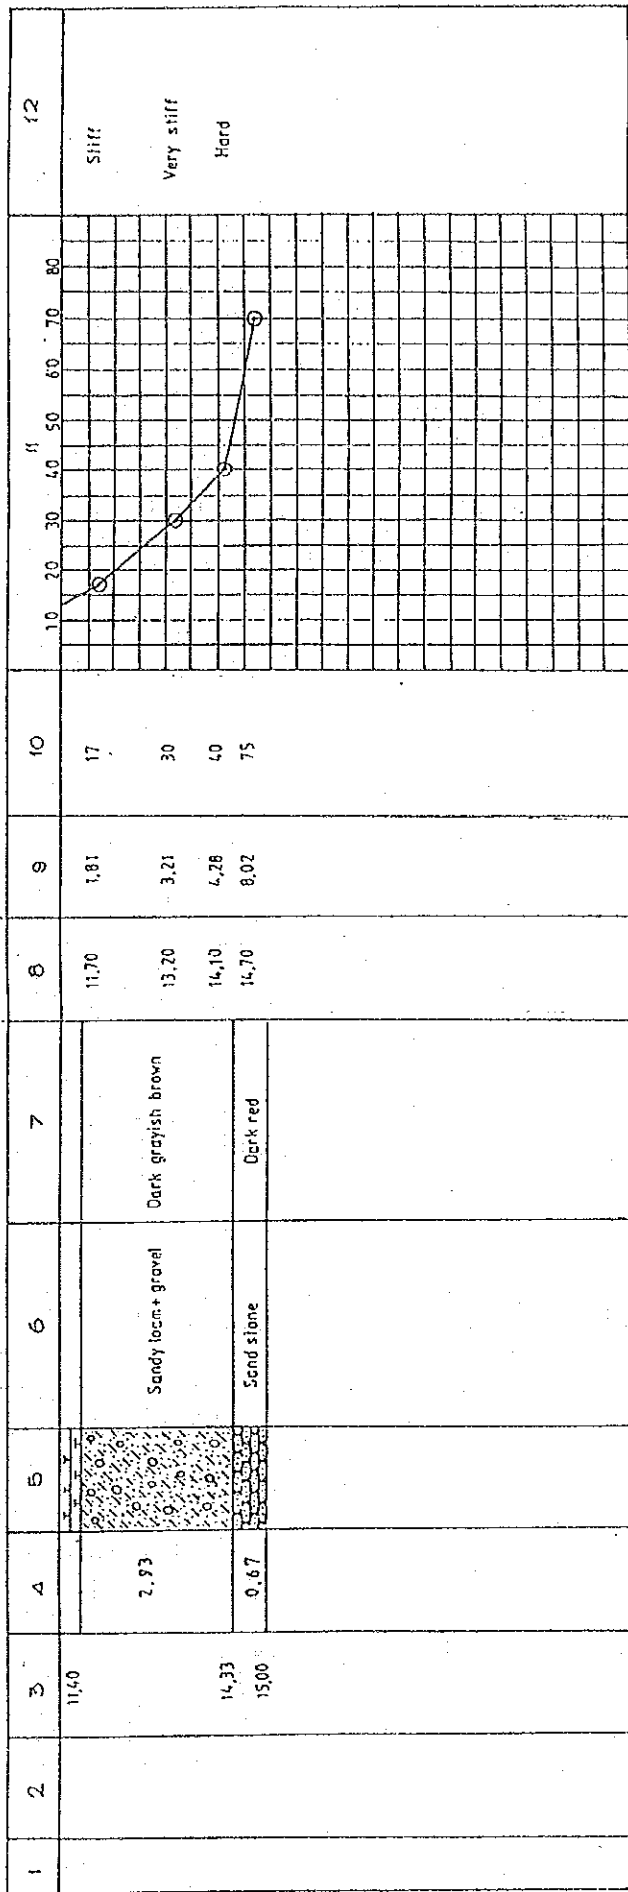 1 2 3 4 5 6 7 8 9 10 11 12
10 20 30 40 50 60 70 80
11,40
11,70 1,81 17 Stiff
2,93 Sandy loam+ gravel Dark grayish brown
13,20 3,21 30 Very stiff
14,10 4,28 40 Hard
14,33
0,67 Sand stone Dark red
14,70 8,02 75
15,00